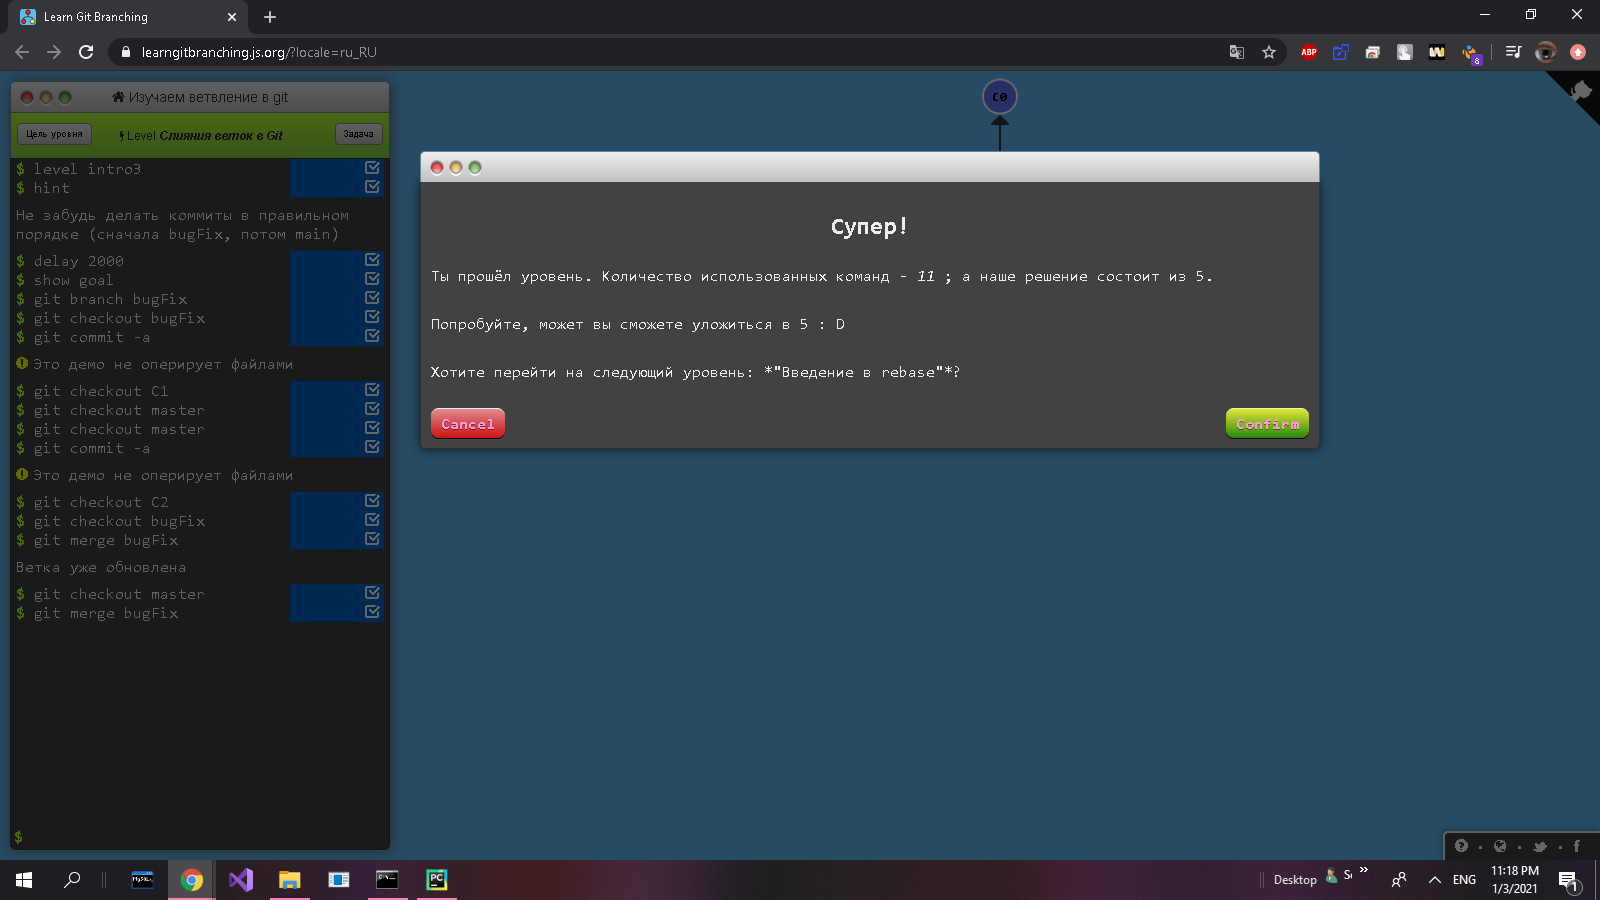 Learn Git Branching
learngitbranching.js.org/?locale=ru_RU
ABP
8
Изучаем ветвление в git
Цель уровня
Level Слияния веток в Git
Задача
$ level intro3
$ hint
Не забудь делать коммиты в правильном
порядке (сначала bugFix, потом main)
$ delay 2000
$ show goal
$ git branch bugFix
$ git checkout bugFix
$ git commit -a
Это демо не оперирует файлами
$ git checkout C1
$ git checkout master
$ git checkout master
$ git commit -a
Это демо не оперирует файлами
$ git checkout C2
$ git checkout bugFix
$ git merge bugFix
Ветка уже обновлена
$ git checkout master
$ git merge bugFix
$
C0
Супер!
Ты прошёл уровень. Количество использованных команд - 11 ; а наше решение состоит из 5.
Попробуйте, может вы сможете уложиться в 5 : D
Хотите перейти на следующий уровень: *"Введение в rebase"*?
Cancel
Confirm
MySQL
PC
Desktop
ENG
11:18 PM
1/3/2021
1